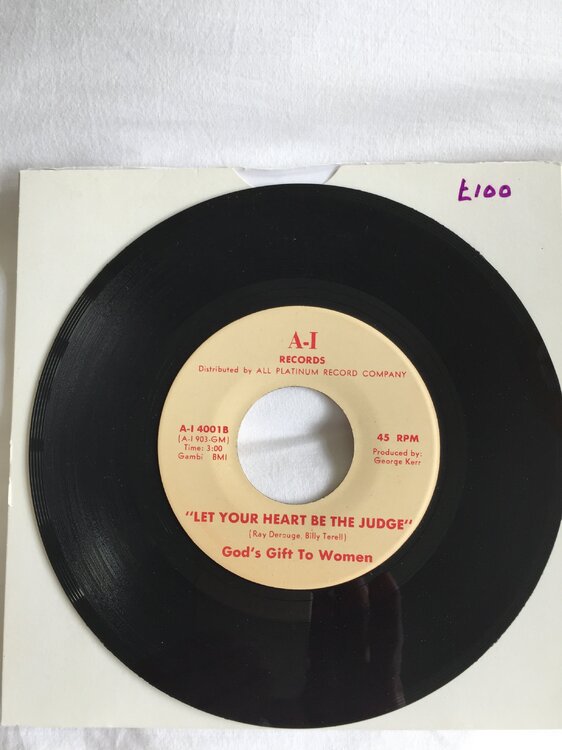 £100
A-I
RECORDS
Distributed by ALL PLATINUM RECORD COMPANY
A-I 4001B
(A-I 903-GM)
Time: 3:00
Gambi BMI
45 RPM
Produced by:
George Kerr
"LET YOUR HEART BE THE JUDGE"
(Ray Derouge, Billy Terell)
God's Gift To Women